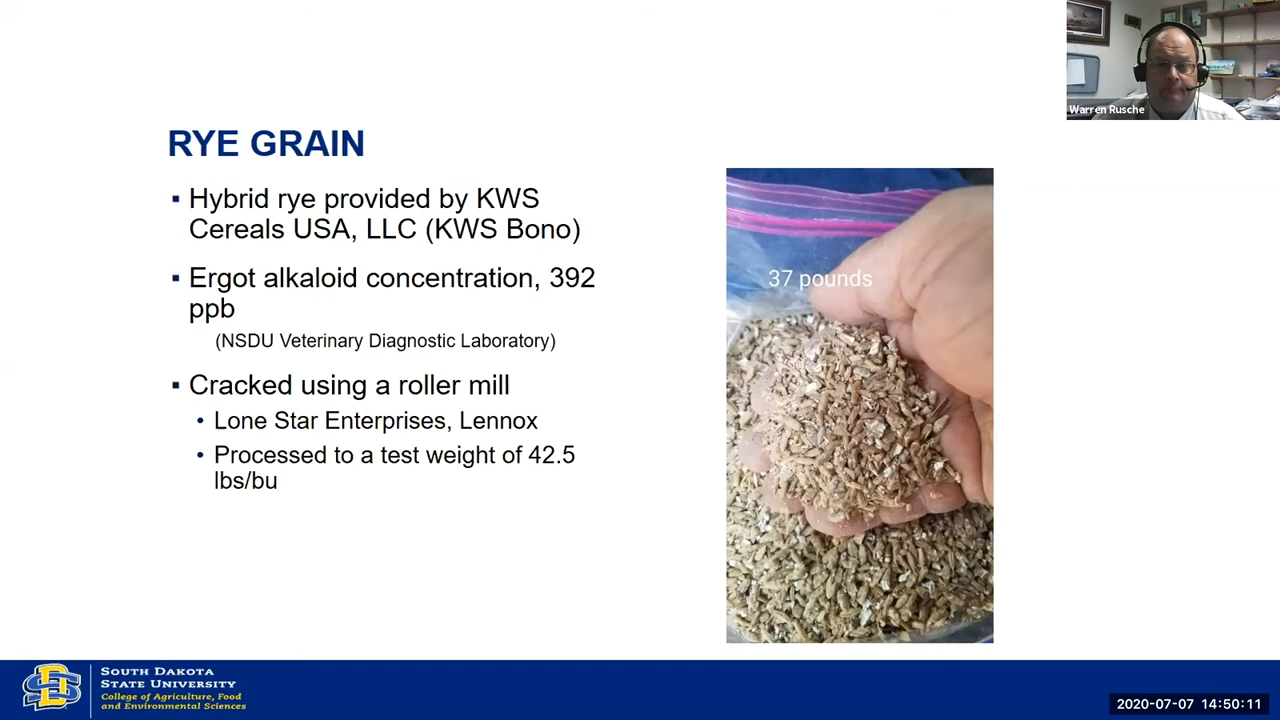 Warren Rusche
RYE GRAIN
▪ Hybrid rye provided by KWS
Cereals USA, LLC (KWS Bono)
▪ Ergot alkaloid concentration, 392
ppb
(NSDU Veterinary Diagnostic Laboratory)
▪ Cracked using a roller mill
• Lone Star Enterprises, Lennox
• Processed to a test weight of 42.5
lbs/bu
37 pounds
SOUTH DAKOTA
STATE UNIVERSITY
College of Agriculture, Food
and Environmental Sciences
2020-07-07 14:50:11